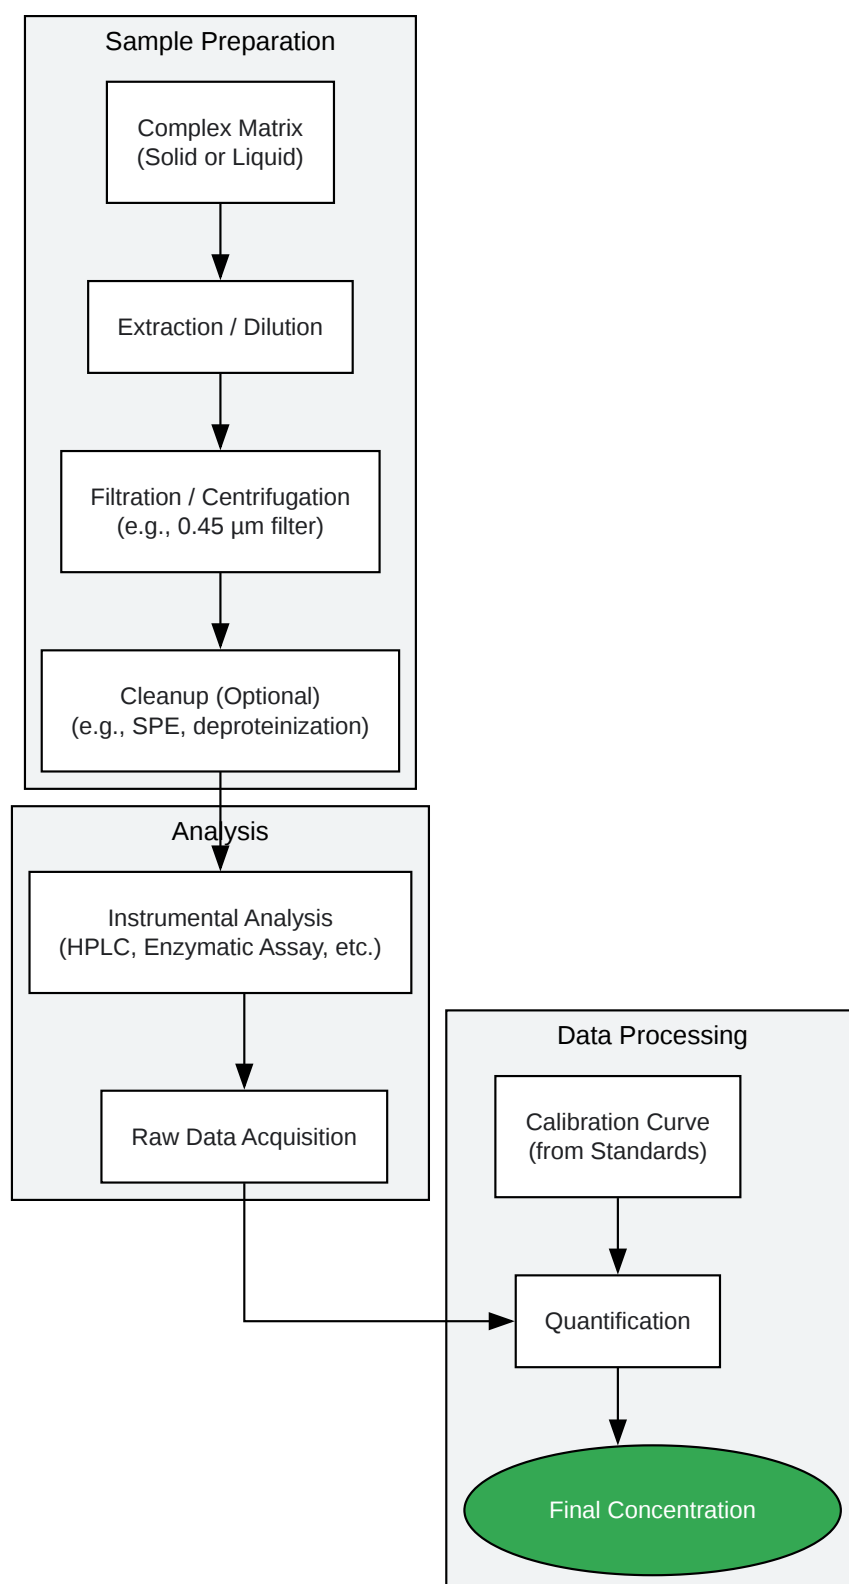 Sample Preparation
Complex Matrix
(Solid or Liquid)
Extraction / Dilution
Filtration / Centrifugation
(e.g., 0.45 µm filter)
Cleanup (Optional)
(e.g., SPE, deproteinization)
Analysis
Instrumental Analysis
(HPLC, Enzymatic Assay, etc.)
Raw Data Acquisition
Data Processing
Calibration Curve
(from Standards)
Quantification
Final Concentration